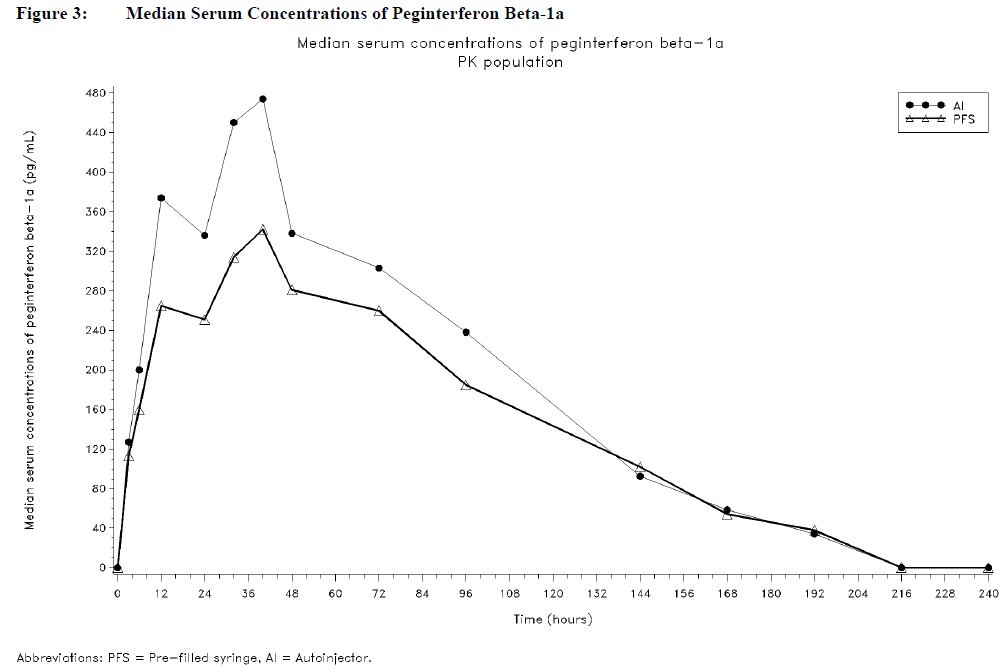 Figure 3: Median Serum Concentrations of Peginterferon Beta-1a
Median serum concentrations of peginterferon beta-1a
PK population
AI
PFS
Median serum concentrations of peginterferon beta-1a (pg/mL)
480
440
400
360
320
280
240
200
160
120
80
40
0
0 12 24 36 48 60 72 84 96 108 120 132 144 156 168 180 192 204 216 228 240
Time (hours)
Abbreviations: PFS = Pre-filled syringe, AI = Autoinjector.